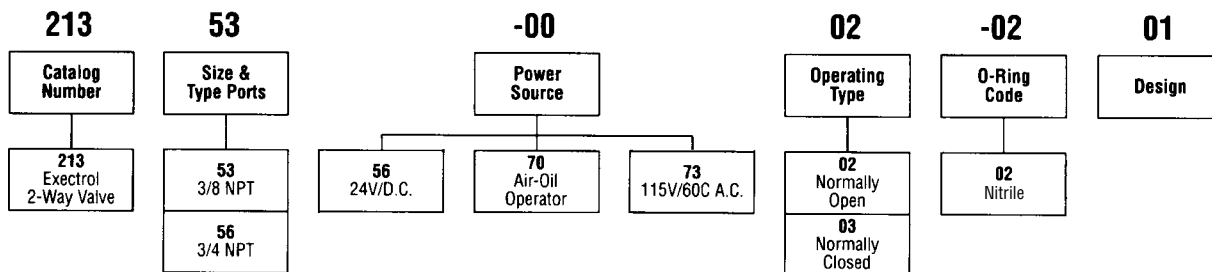 213 53 -00 02 -02 01
Catalog Number
Size & Type Ports
Power Source
Operating Type
O-Ring Code
Design
213
Exectrol
2-Way Valve
53
3/8 NPT
56
3/4 NPT
56
24V/D.C.
70
Air-Oil
Operator
73
115V/60C A.C.
02
Normally
Open
03
Normally
Closed
02
Nitrile